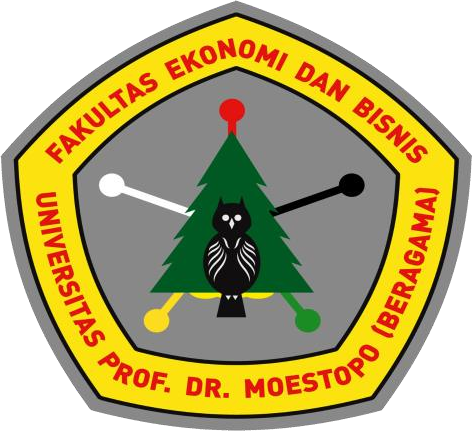 FAKULTAS EKONOMI DAN BISNIS
UNIVERSITAS PROF. DR. MOESTOPO (BERAGAMA)